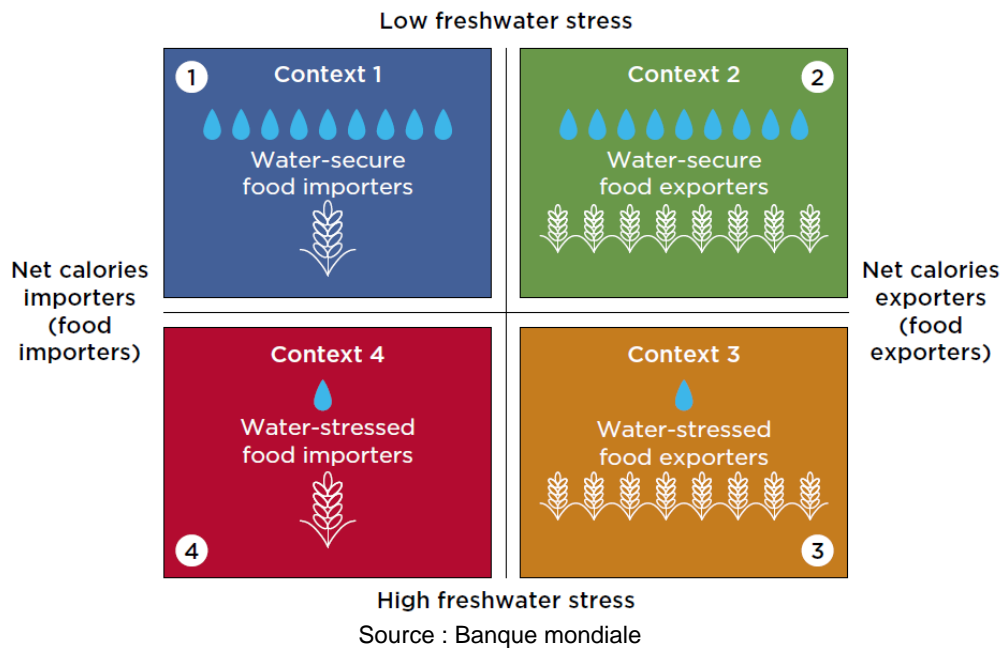 Low freshwater stress
1
Context 1
Water-secure
food importers
Context 2
2
Water-secure
food exporters
Net calories
importers
(food
importers)
Net calories
exporters
(food
exporters)
Context 4
Water-stressed
food importers
4
Context 3
Water-stressed
food exporters
3
High freshwater stress
Source : Banque mondiale